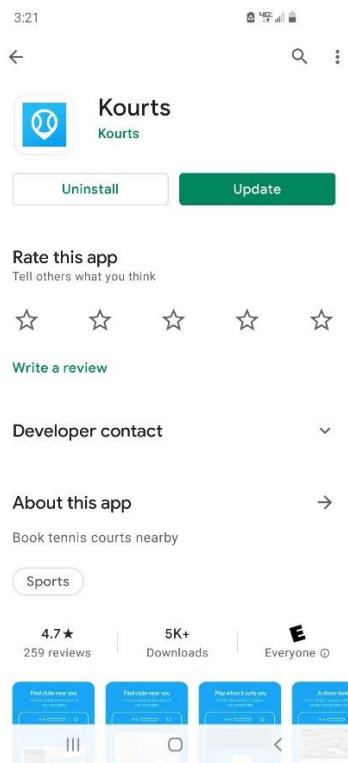 3:21
Kourts
Kourts
Uninstall
Update
Rate this app
Tell others what you think
Write a review
Developer contact
About this app
Book tennis courts nearby
Sports
4.7★
5K+
E
259 reviews
Downloads
Everyone
Find clubs near you
Find clubs near you
Play when it suits you
A closer look